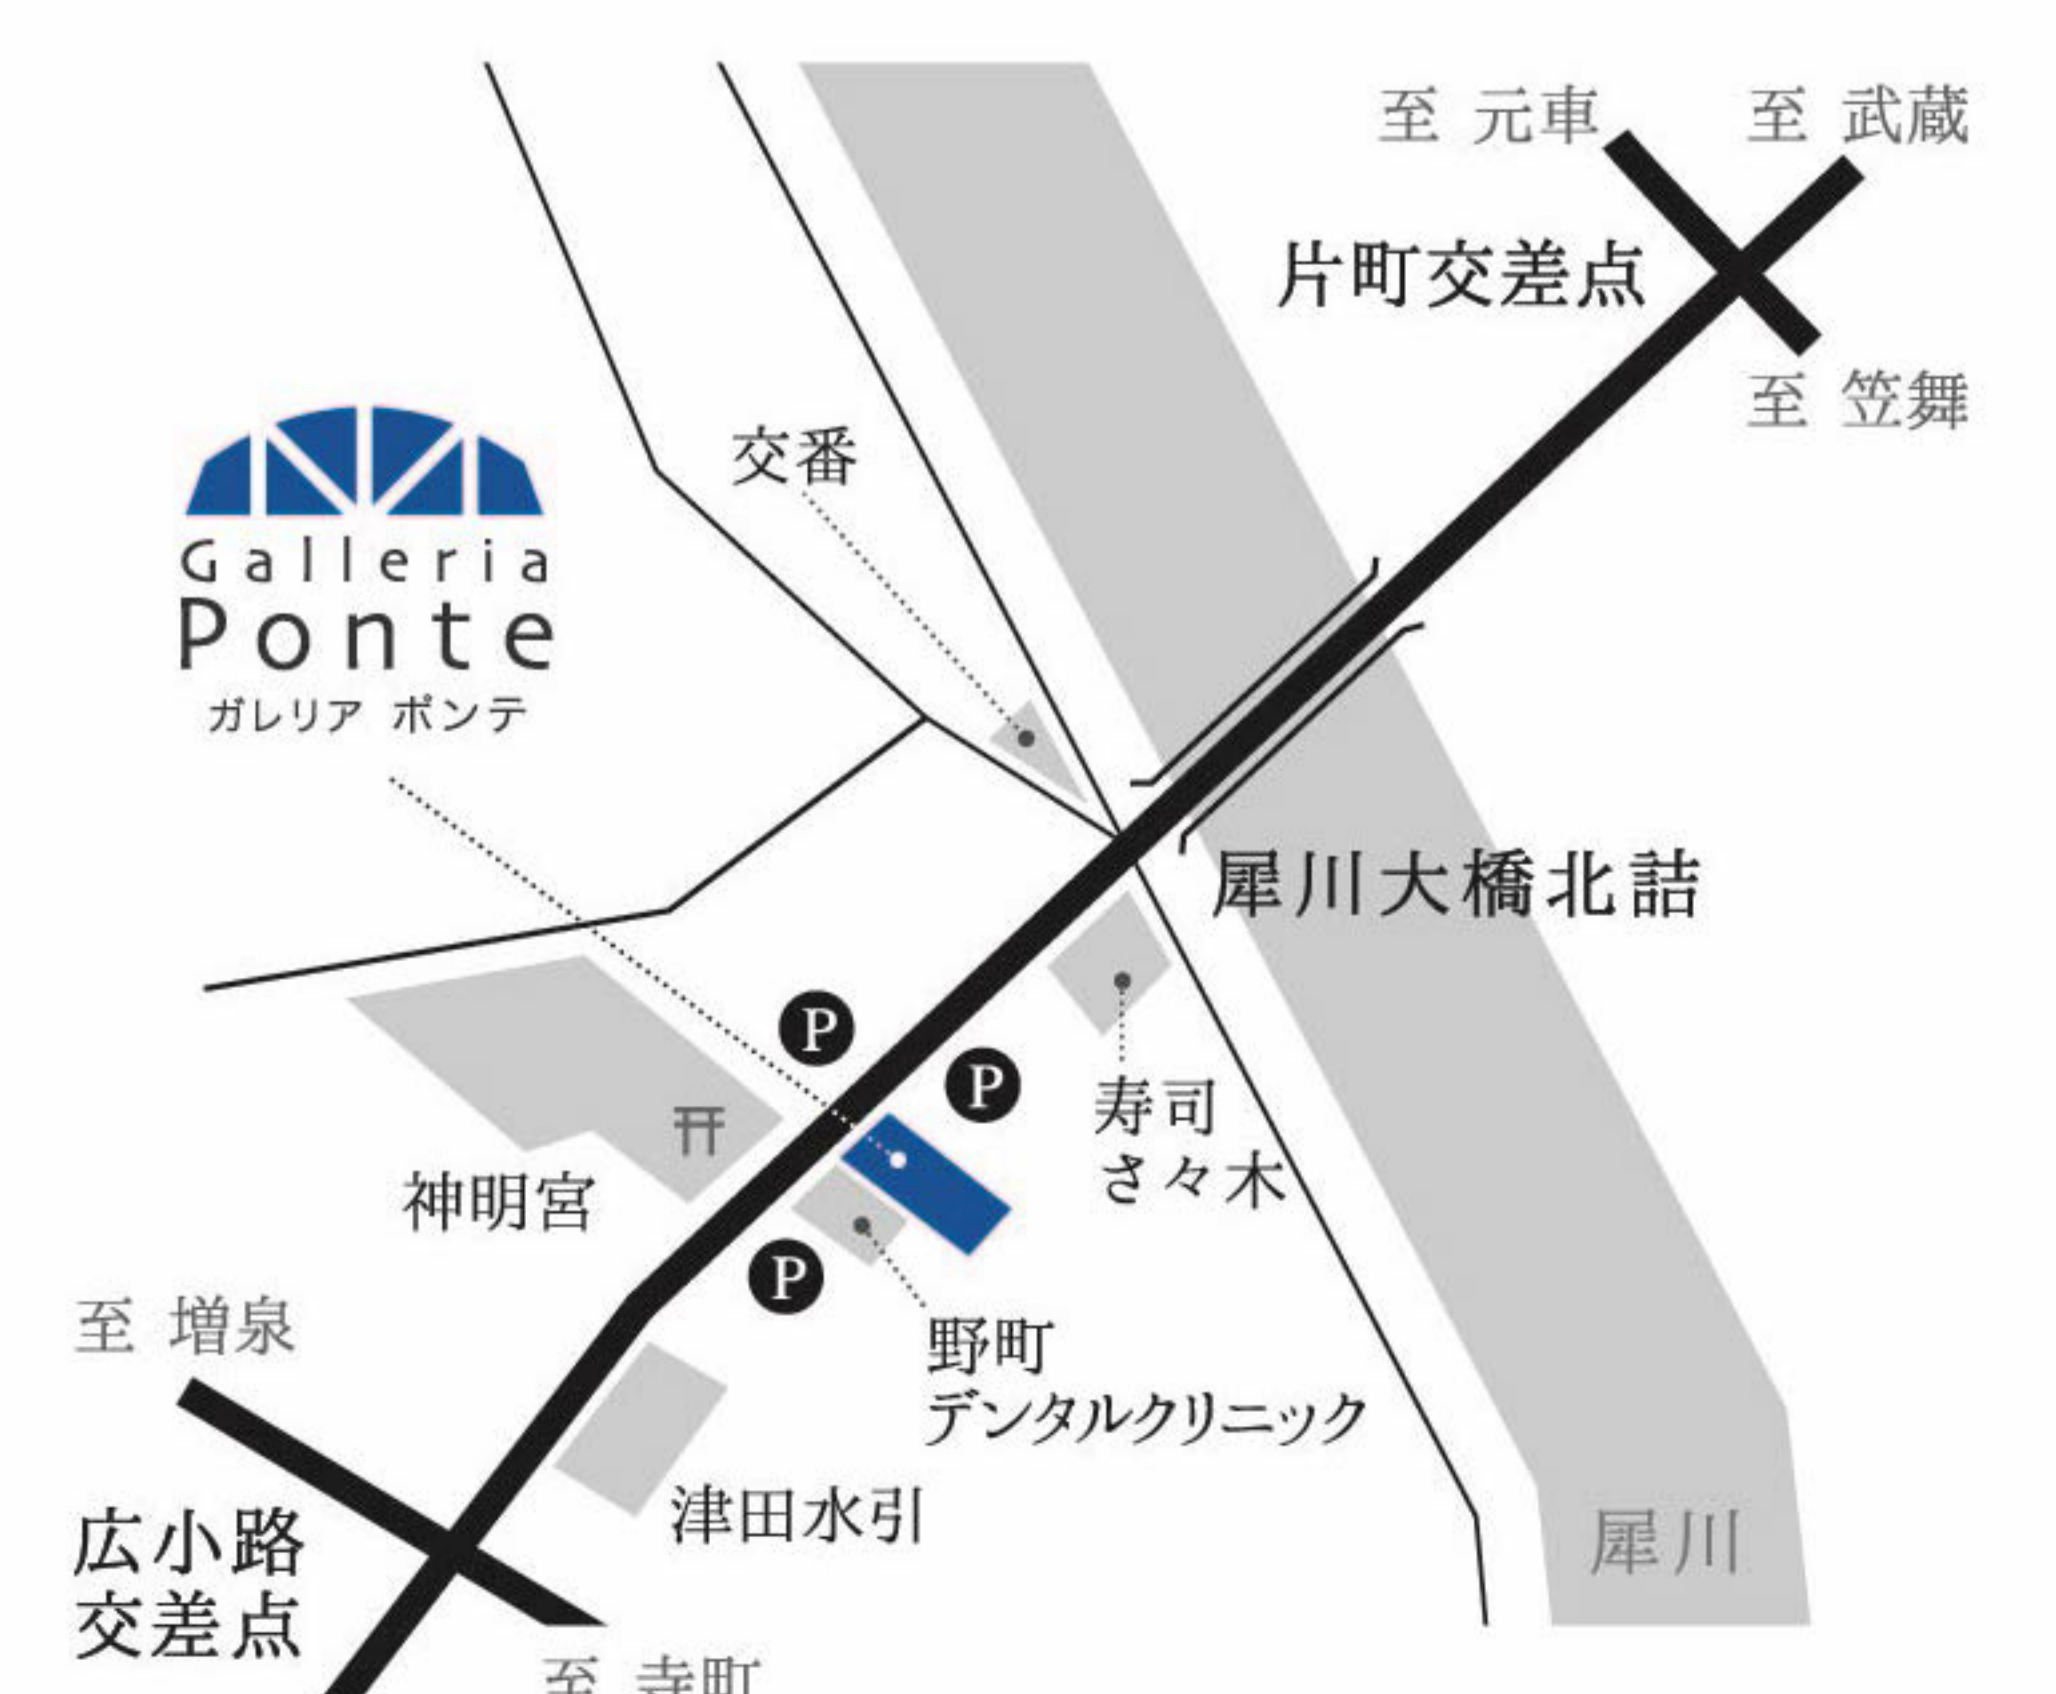 至 元車
至 武蔵
片町交差点
至 笠舞
交番
Galleria
Ponte
ガレリア ポンテ
犀川大橋北詰
P
P
寿司
さ々木
神明宮
P
至 増泉
野町
デンタルクリニック
津田水引
広小路
交差点
犀川
至 寺町